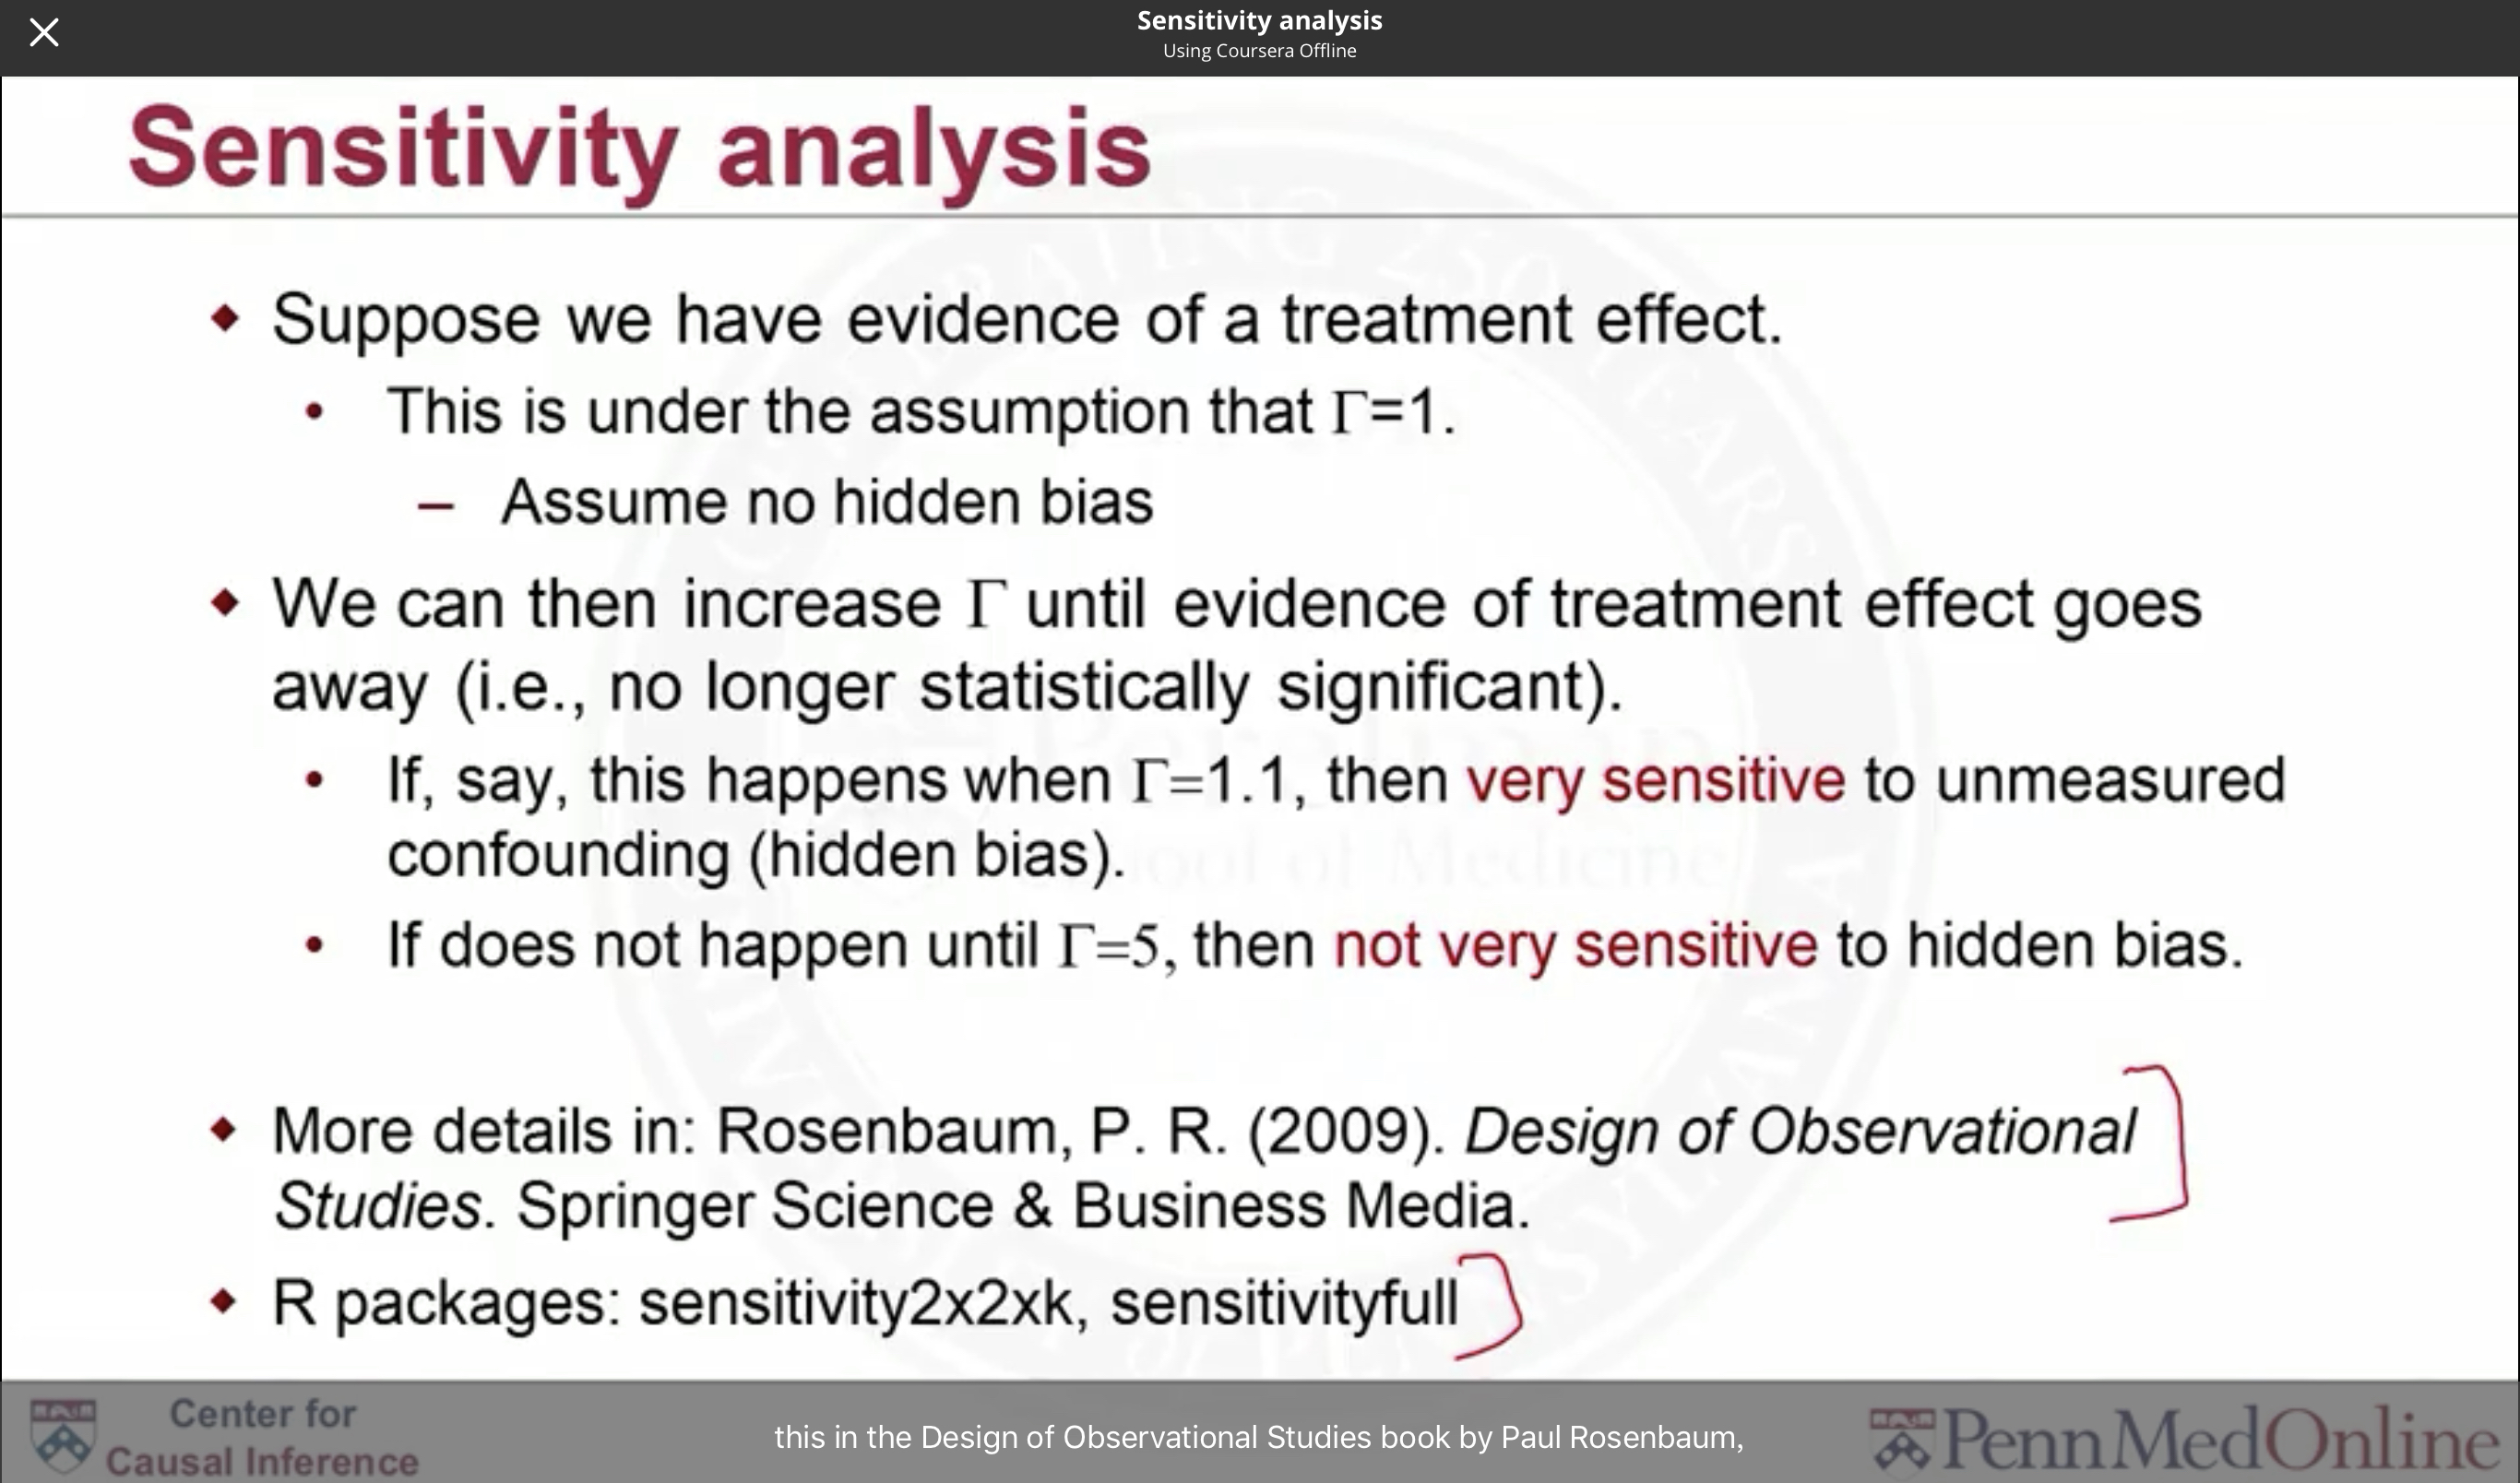 Sensitivity analysis
Using Coursera Offline
Sensitivity analysis
Suppose we have evidence of a treatment effect.
This is under the assumption that Γ=1.
– Assume no hidden bias
We can then increase Γ until evidence of treatment effect goes
away (i.e., no longer statistically significant).
If, say, this happens when Γ=1.1, then very sensitive to unmeasured
confounding (hidden bias).
If does not happen until Γ=5, then not very sensitive to hidden bias.
More details in: Rosenbaum, P. R. (2009). Design of Observational
Studies. Springer Science & Business Media.
R packages: sensitivity2x2xk, sensitivityfull
Center for
Causal Inference
this in the Design of Observational Studies book by Paul Rosenbaum,
PennMedOnline